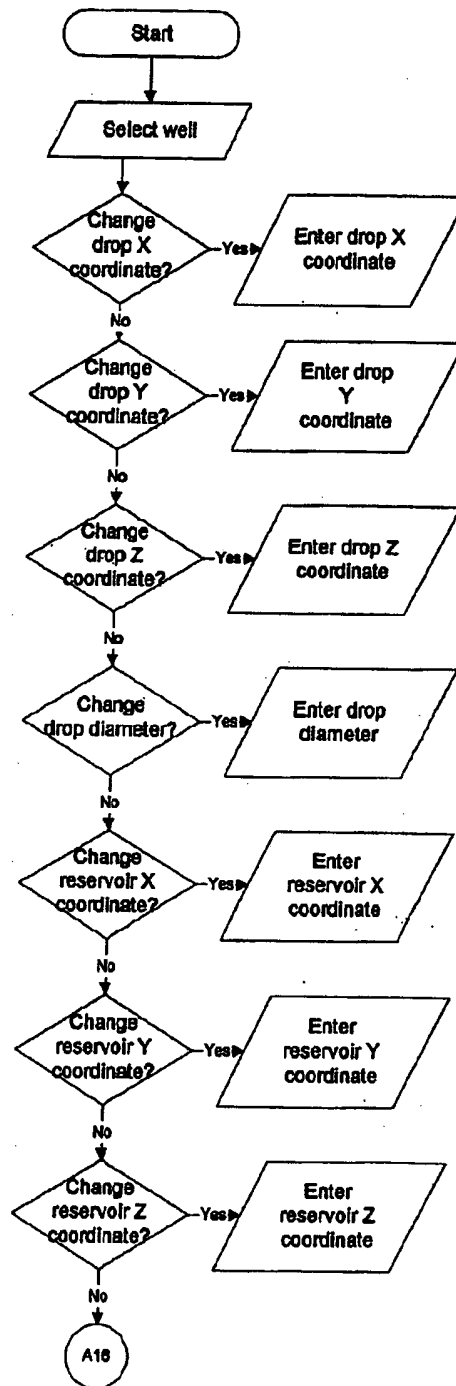 Start
Select well
Change
drop X
coordinate?
Yes
Enter drop X
coordinate
No
Change
drop Y
coordinate?
Yes
Enter drop
Y
coordinate
No
Change
drop Z
coordinate?
Yes
Enter drop Z
coordinate
No
Change
drop diameter?
Yes
Enter drop
diameter
No
Change
reservoir X
coordinate?
Yes
Enter
reservoir X
coordinate
No
Change
reservoir Y
coordinate?
Yes
Enter
reservoir Y
coordinate
No
Change
reservoir Z
coordinate?
Yes
Enter
reservoir Z
coordinate
No
A16